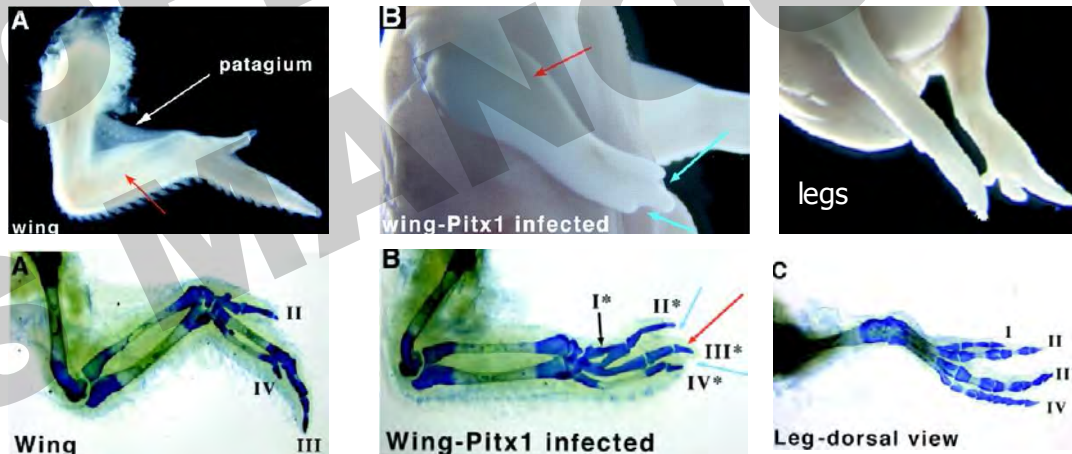 A
patagium
wing
B
wing-Pitx1 infected
legs
A
II
IV
III
Wing
B
I*
II*
III*
IV*
Wing-Pitx1 infected
C
I
II
II
IV
Leg-dorsal view